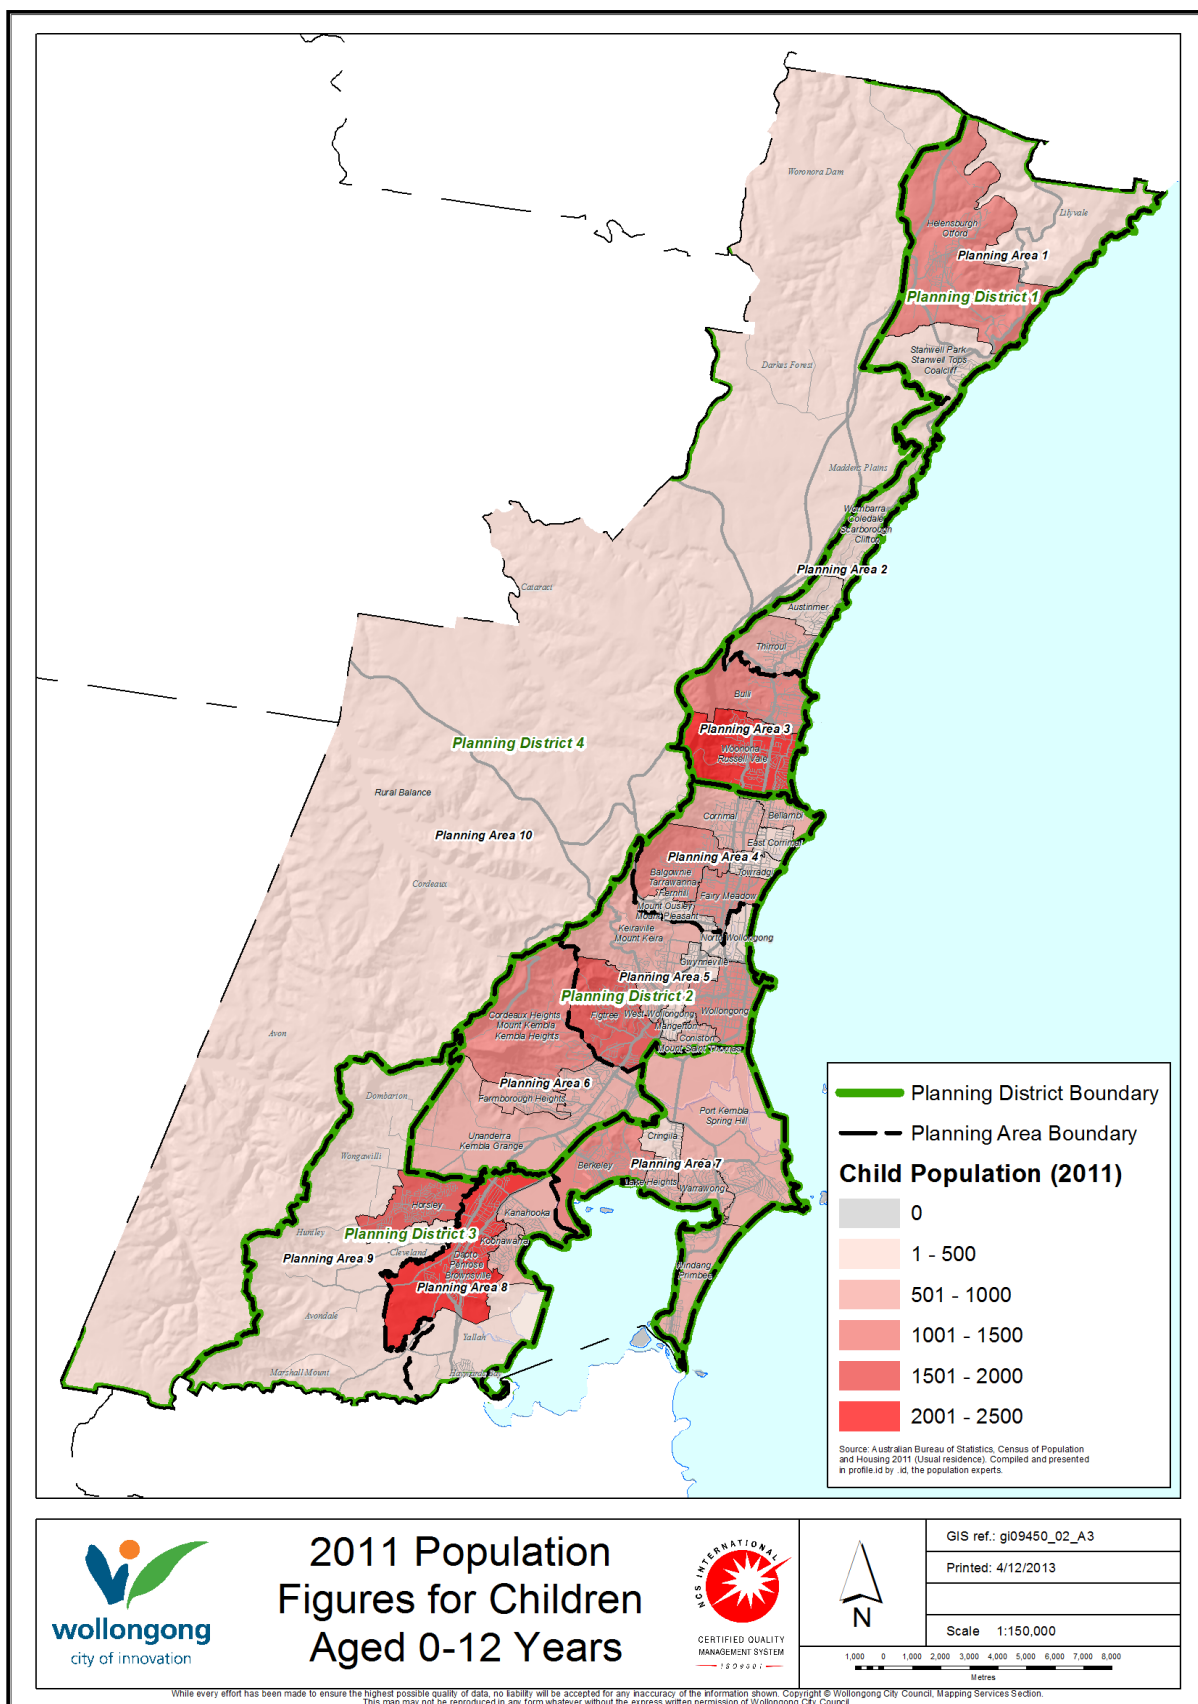 Woronora Dam
Lilyvale
Helensburgh
Otford
Planning Area 1
Planning District 1
Stanwell Park
Stanwell Tops
Coalcliff
Darkes Forest
Maddens Plains
Wombarra
Coledale
Scarborough
Clifton
Planning Area 2
Cataract
Austinmer
Thirroul
Bulli
Planning Area 3
Woonona
Russell Vale
Planning District 4
Rural Balance
Planning Area 10
Cordeaux
Corrimal
Bellambi
East Corrimal
Planning Area 4
Towradgi
Balgownie
Tarrawanna
Fernhill
Fairy Meadow
Mount Ousley
Mount Pleasant
Keiraville
Mount Keira
North Wollongong
Gwynneville
Planning Area 5
Planning District 2
Figtree
West Wollongong
Wollongong
Mangerton
Coniston
Mount Saint Thomas
Cordeaux Heights
Mount Kembla
Kembla Heights
Avon
Planning Area 6
Farmborough Heights
Dombarton
Port Kembla
Spring Hill
Unanderra
Kembla Grange
Cringila
Wongawilli
Berkeley
Planning Area 7
Lake Heights
Warrawong
Horsley
Kanahooka
Huntley
Planning District 3
Koonawarra
Planning Area 9
Cleveland
Dapto
Penrose
Brownsville
Planning Area 8
Windang
Primbee
Avondale
Yallah
Marshall Mount
Haywards Bay
Planning District Boundary
Planning Area Boundary
Child Population (2011)
0
1 - 500
501 - 1000
1001 - 1500
1501 - 2000
2001 - 2500
Source: Australian Bureau of Statistics, Census of Population
and Housing 2011 (Usual residence). Compiled and presented
in profile.id by .id, the population experts.
wollongong
city of innovation
2011 Population
Figures for Children
Aged 0-12 Years
NCS INTERNATIONAL
CERTIFIED QUALITY
MANAGEMENT SYSTEM
ISO 9001
N
GIS ref.: gi09450_02_A3
Printed: 4/12/2013
Scale 1:150,000
1,000 0 1,000 2,000 3,000 4,000 5,000 6,000 7,000 8,000
Metres
While every effort has been made to ensure the highest possible quality of data, no liability will be accepted for any inaccuracy of the information shown. Copyright © Wollongong City Council, Mapping Services Section.
This map may not be reproduced in any form whatever without the express written permission of Wollongong City Council.